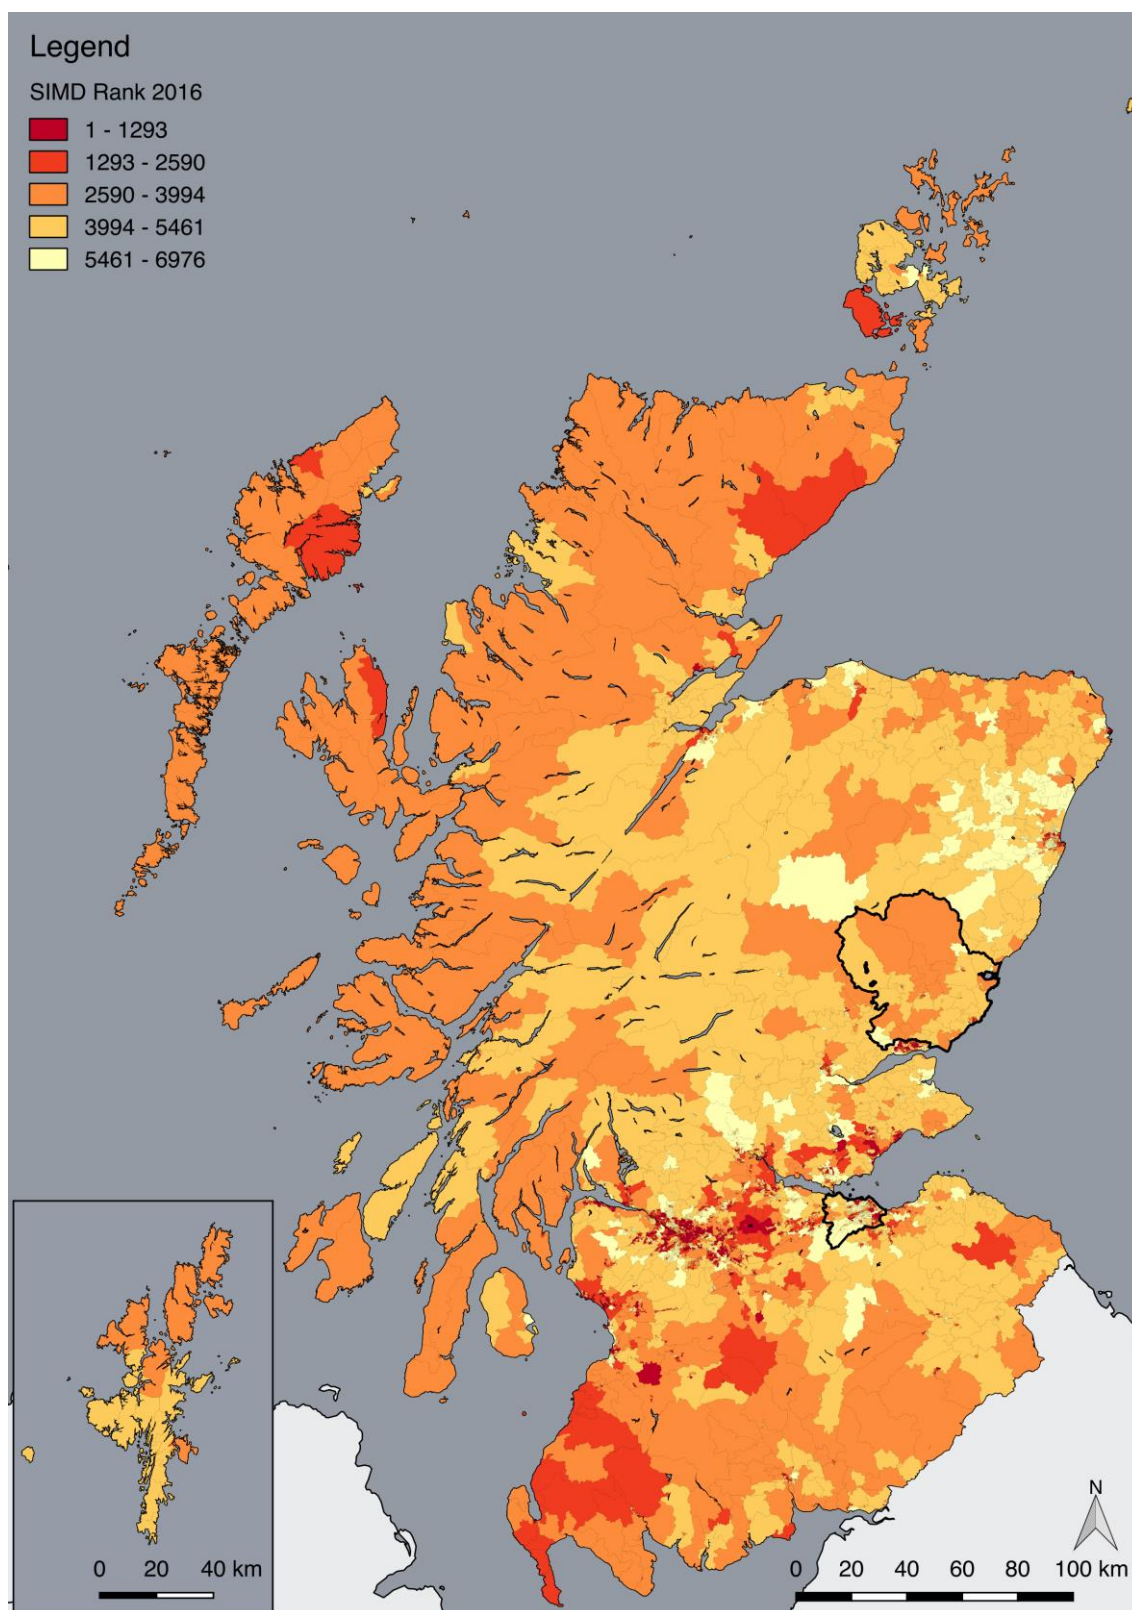 Legend
SIMD Rank 2016
1 - 1293
1293 - 2590
2590 - 3994
3994 - 5461
5461 - 6976
0 20 40 km
N
0 20 40 60 80 100 km